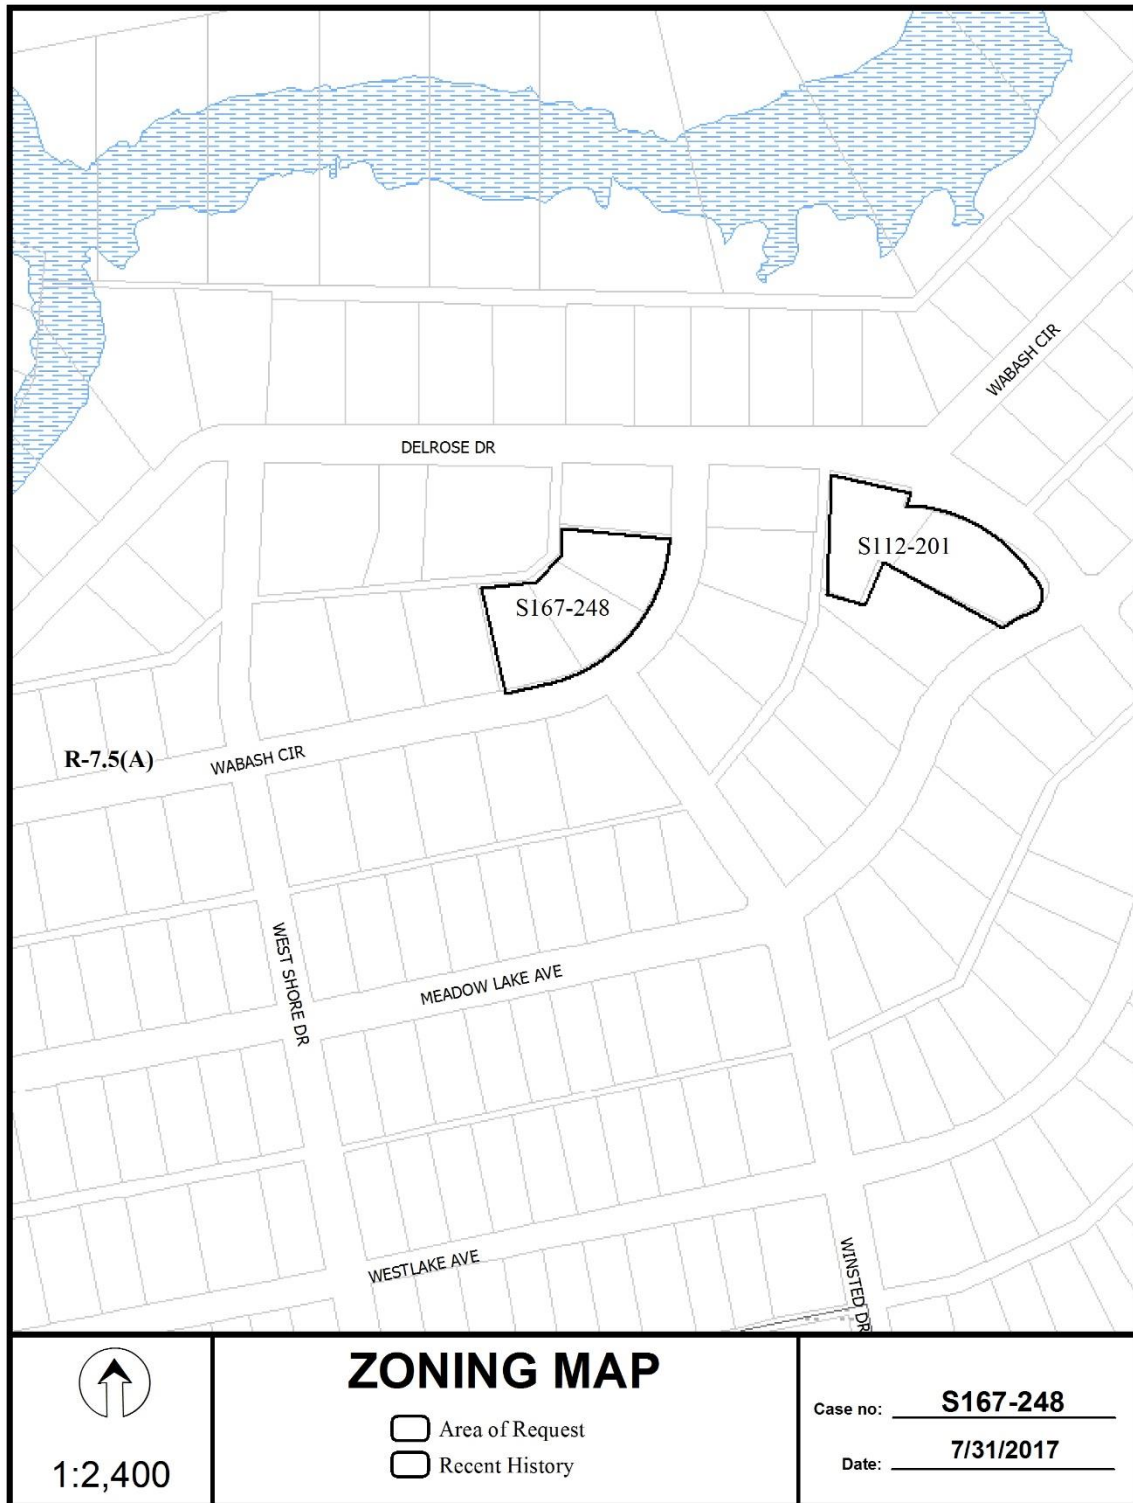 WABASH CIR
DELROSE DR
S112-201
S167-248
R-7.5(A)
WABASH CIR
WEST SHORE DR
MEADOW LAKE AVE
WESTLAKE AVE
WINSTED DR
1:2,400
ZONING MAP
Area of Request
Recent History
Case no: S167-248
Date: 7/31/2017